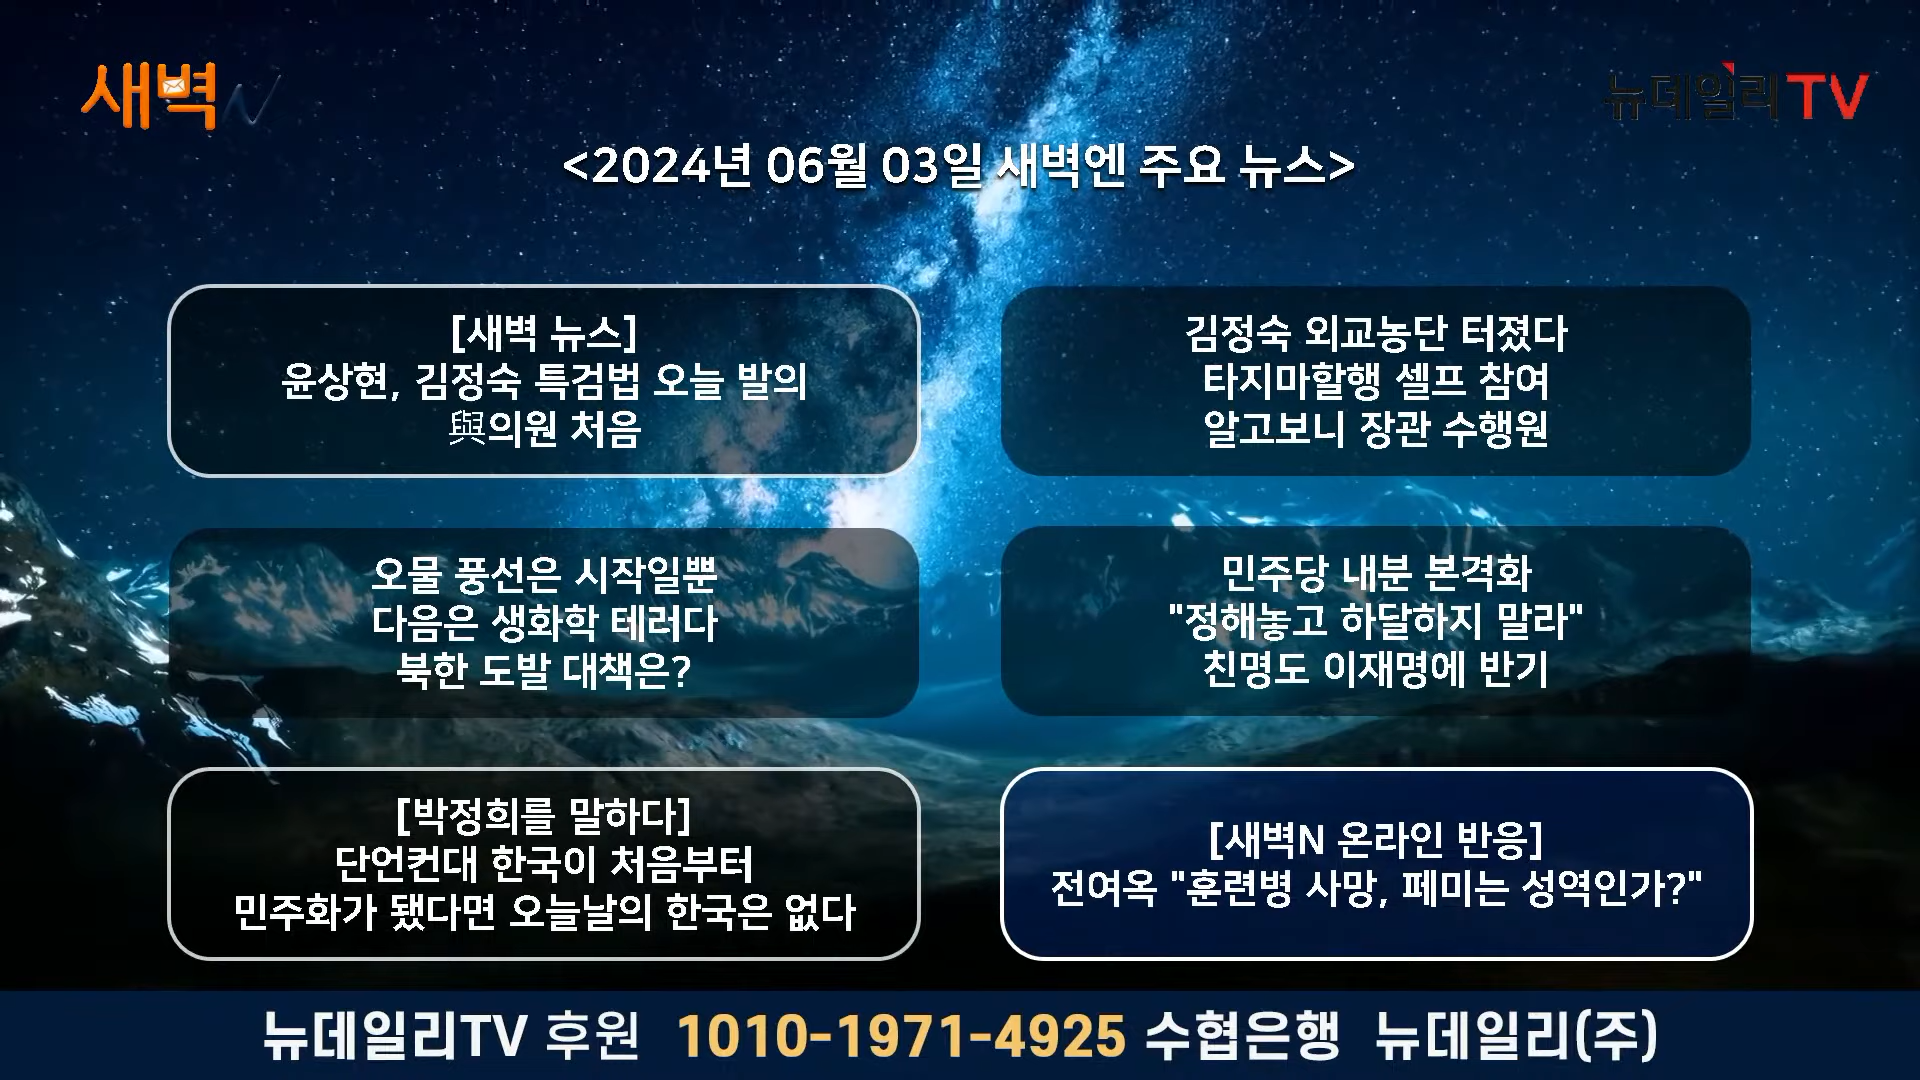 새벽N
뉴데일리TV
<2024년 06월 03일 새벽엔 주요 뉴스>
[새벽 뉴스]
윤상현, 김정숙 특검법 오늘 발의
與의원 처음
김정숙 외교농단 터졌다
타지마할행 셀프 참여
알고보니 장관 수행원
오물 풍선은 시작일뿐
다음은 생화학 테러다
북한 도발 대책은?
민주당 내분 본격화
"정해놓고 하달하지 말라"
친명도 이재명에 반기
[박정희를 말하다]
단언컨대 한국이 처음부터
민주화가 됐다면 오늘날의 한국은 없다
[새벽N 온라인 반응]
전여옥 "훈련병 사망, 페미는 성역인가?"
뉴데일리TV 후원 1010-1971-4925 수협은행 뉴데일리(주)